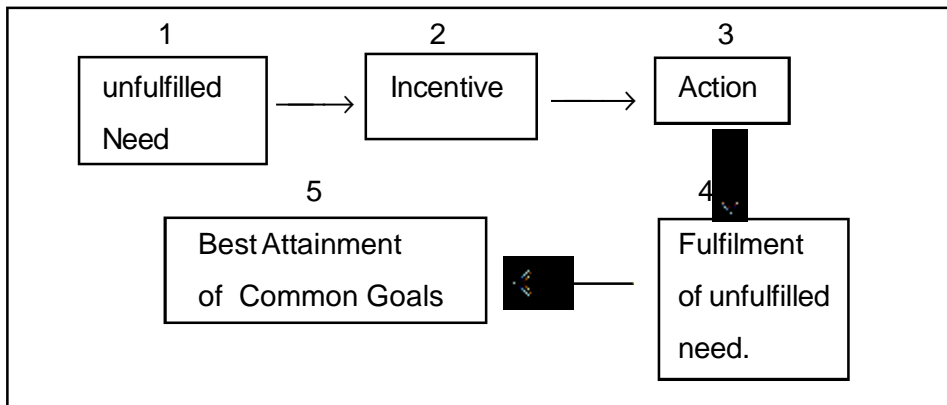 1
unfulfilled
Need
2
Incentive
3
Action
4
Fulfilment
of unfulfilled
need.
5
Best Attainment
of Common Goals